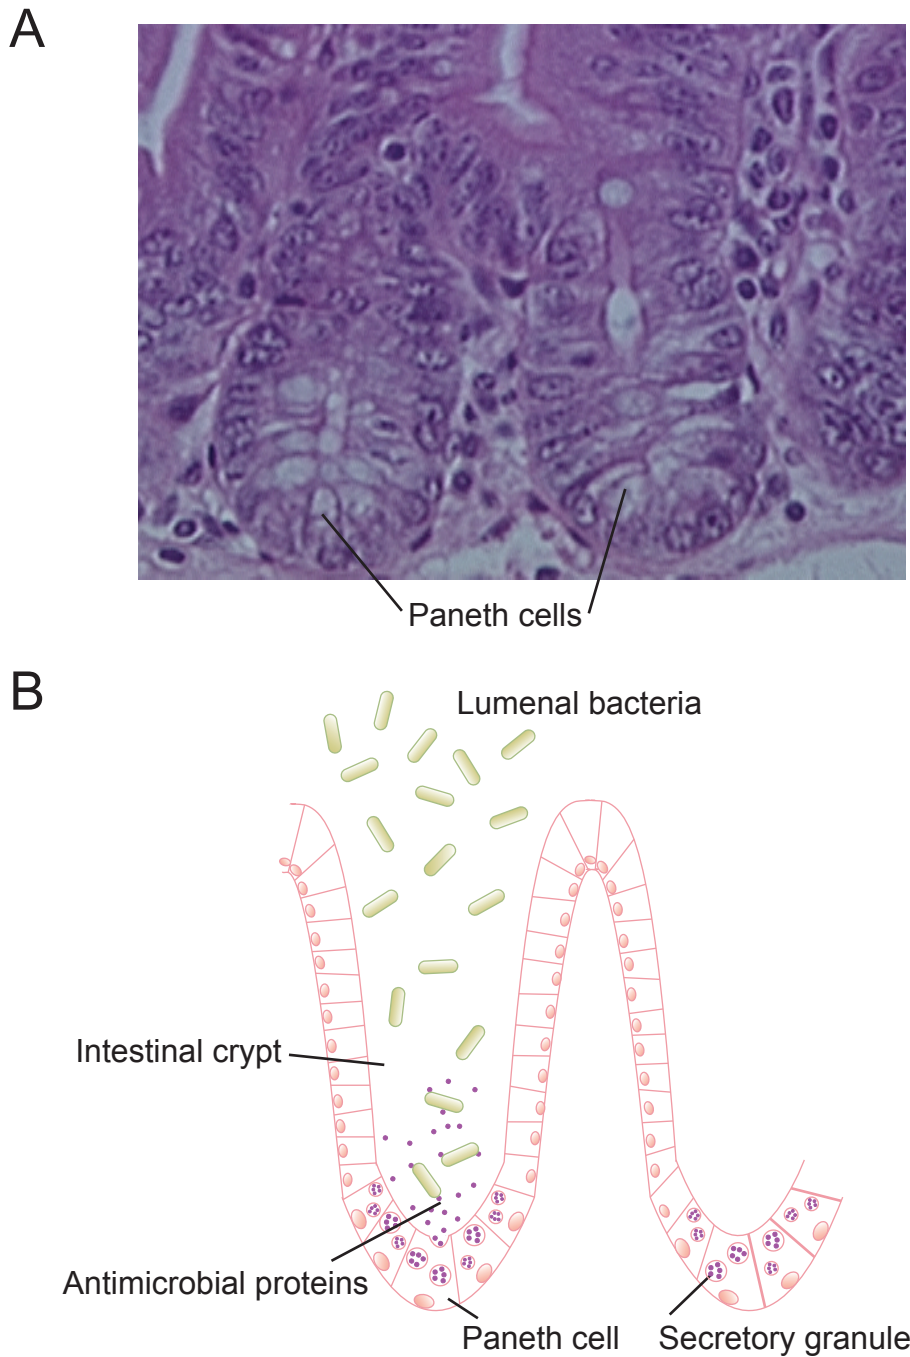 A
Paneth cells
B
Lumenal bacteria
Intestinal crypt
Antimicrobial proteins
Paneth cell
Secretory granule